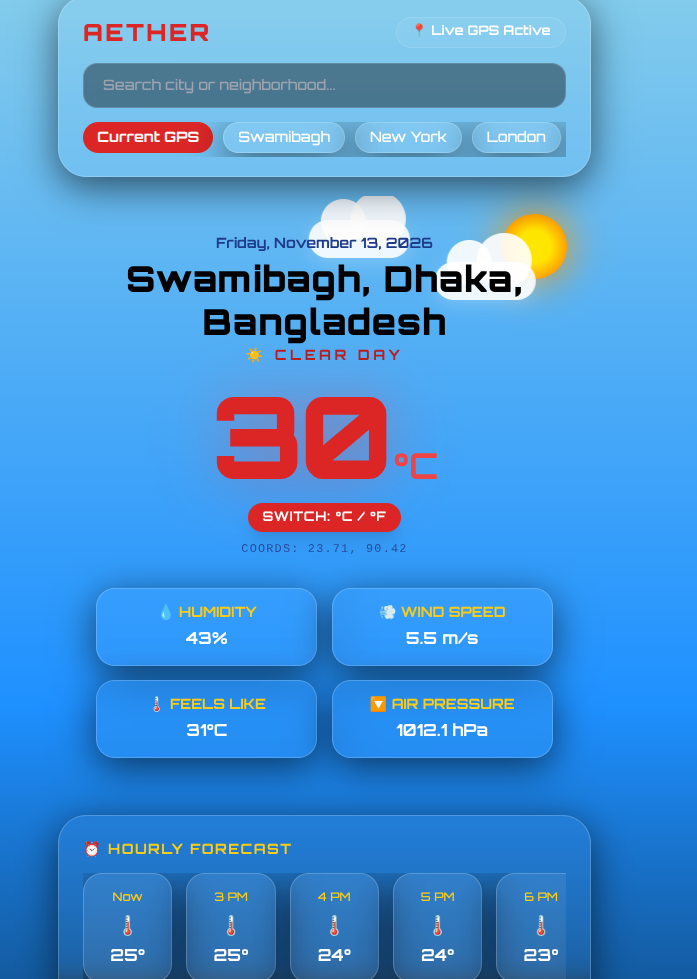 AETHER
📍 Live GPS Active
Search city or neighborhood...
Current GPS Swamibagh New York London
Friday, November 13, 2026
Swamibagh, Dhaka,
Bangladesh
☀️ CLEAR DAY
30 °C
SWITCH: °C / °F
COORDS: 23.71, 90.42
💧 HUMIDITY
43%
💨 WIND SPEED
5.5 m/s
🌡️ FEELS LIKE
31°C
🔽 AIR PRESSURE
1012.1 hPa
⏰ HOURLY FORECAST
Now 3 PM 4 PM 5 PM 6 PM
🌡️ 🌡️ 🌡️ 🌡️ 🌡️
25° 25° 24° 24° 23°